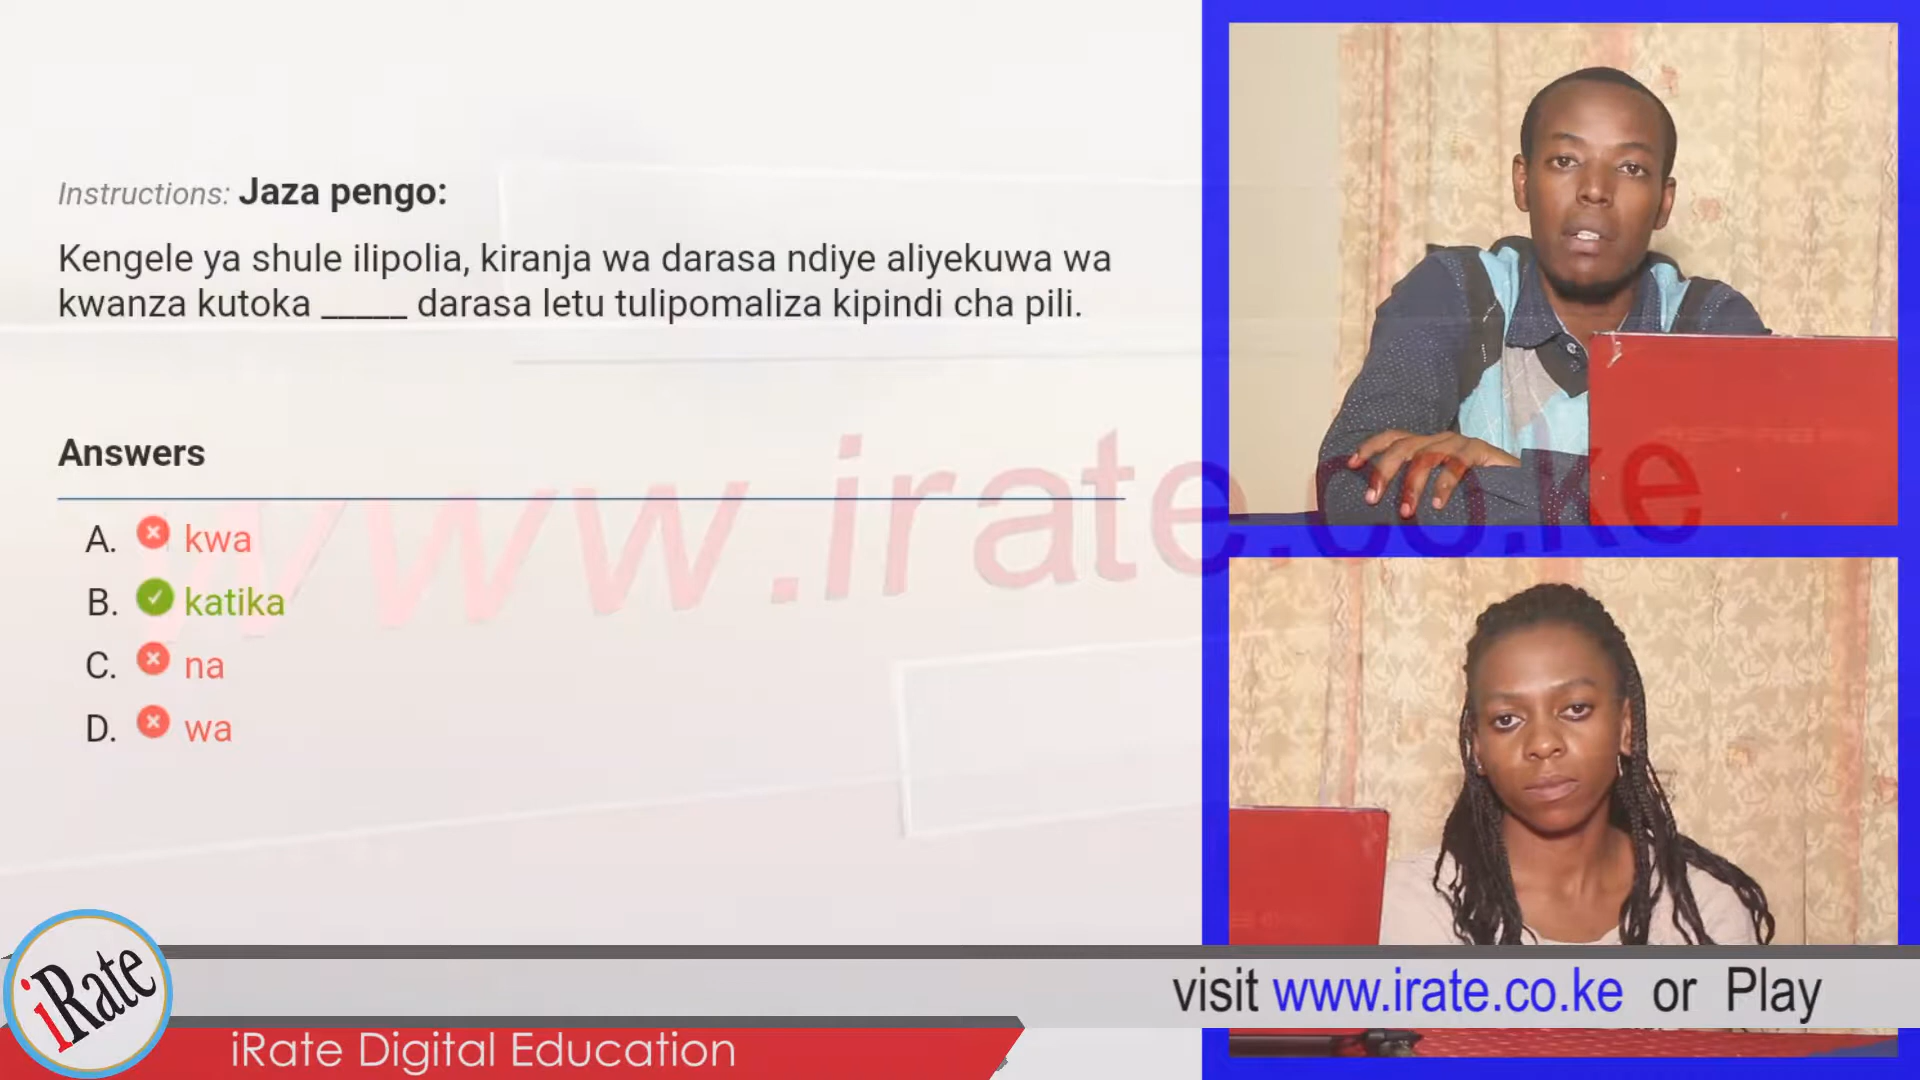 Instructions: Jaza pengo:
Kengele ya shule ilipolia, kiranja wa darasa ndiye aliyekuwa wa
kwanza kutoka _____ darasa letu tulipomaliza kipindi cha pili.
Answers
A. kwa
B. katika
C. na
D. wa
www.irate.co.ke
iRate
visit www.irate.co.ke or Play
iRate Digital Education